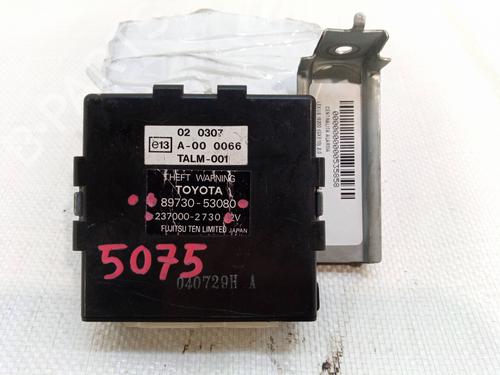 02 0307
e13 A-00 0066
TALM-001
THEFT WARNING
TOYOTA
89730-53080
237000-2730 12V
FUJITSU TEN LIMITED JAPAN
5075
040729H A